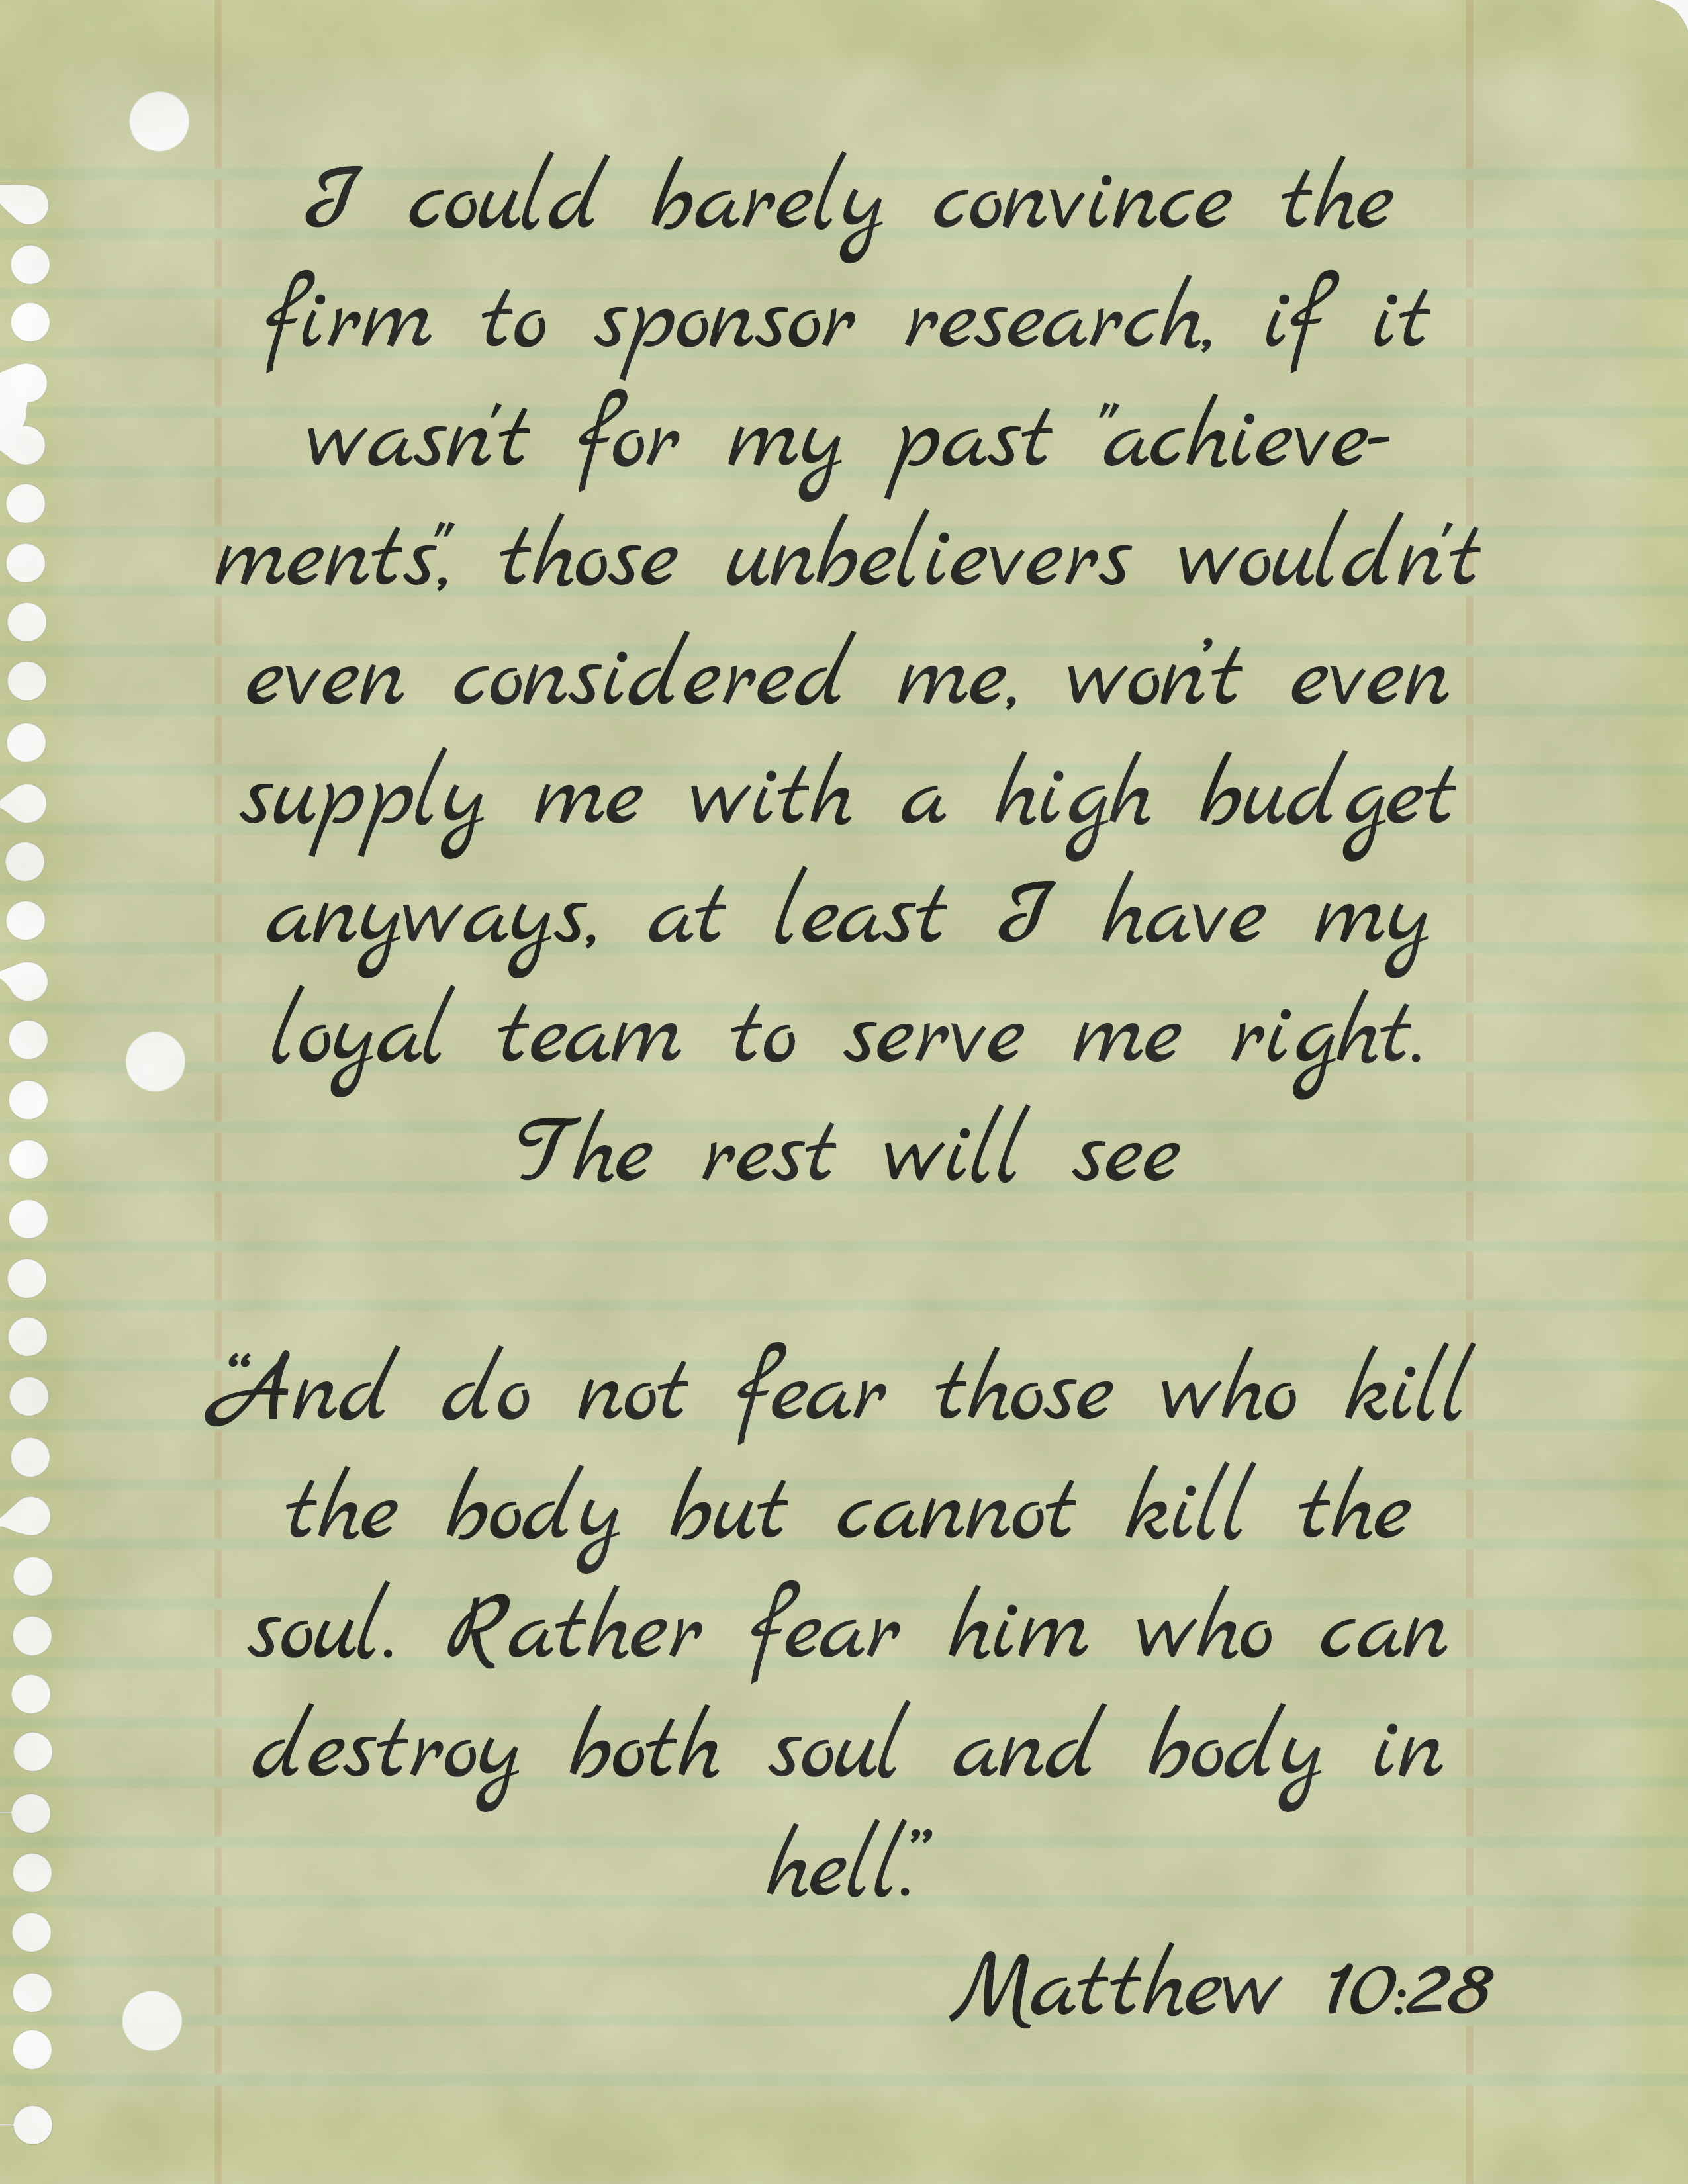 I could barely convince the
firm to sponsor research, if it
wasn't for my past "achieve-
ments", those unbelievers wouldn't
even considered me, won’t even
supply me with a high budget
anyways, at least I have my
loyal team to serve me right.
The rest will see
“And do not fear those who kill
the body but cannot kill the
soul. Rather fear him who can
destroy both soul and body in
hell.”
Matthew 10:28